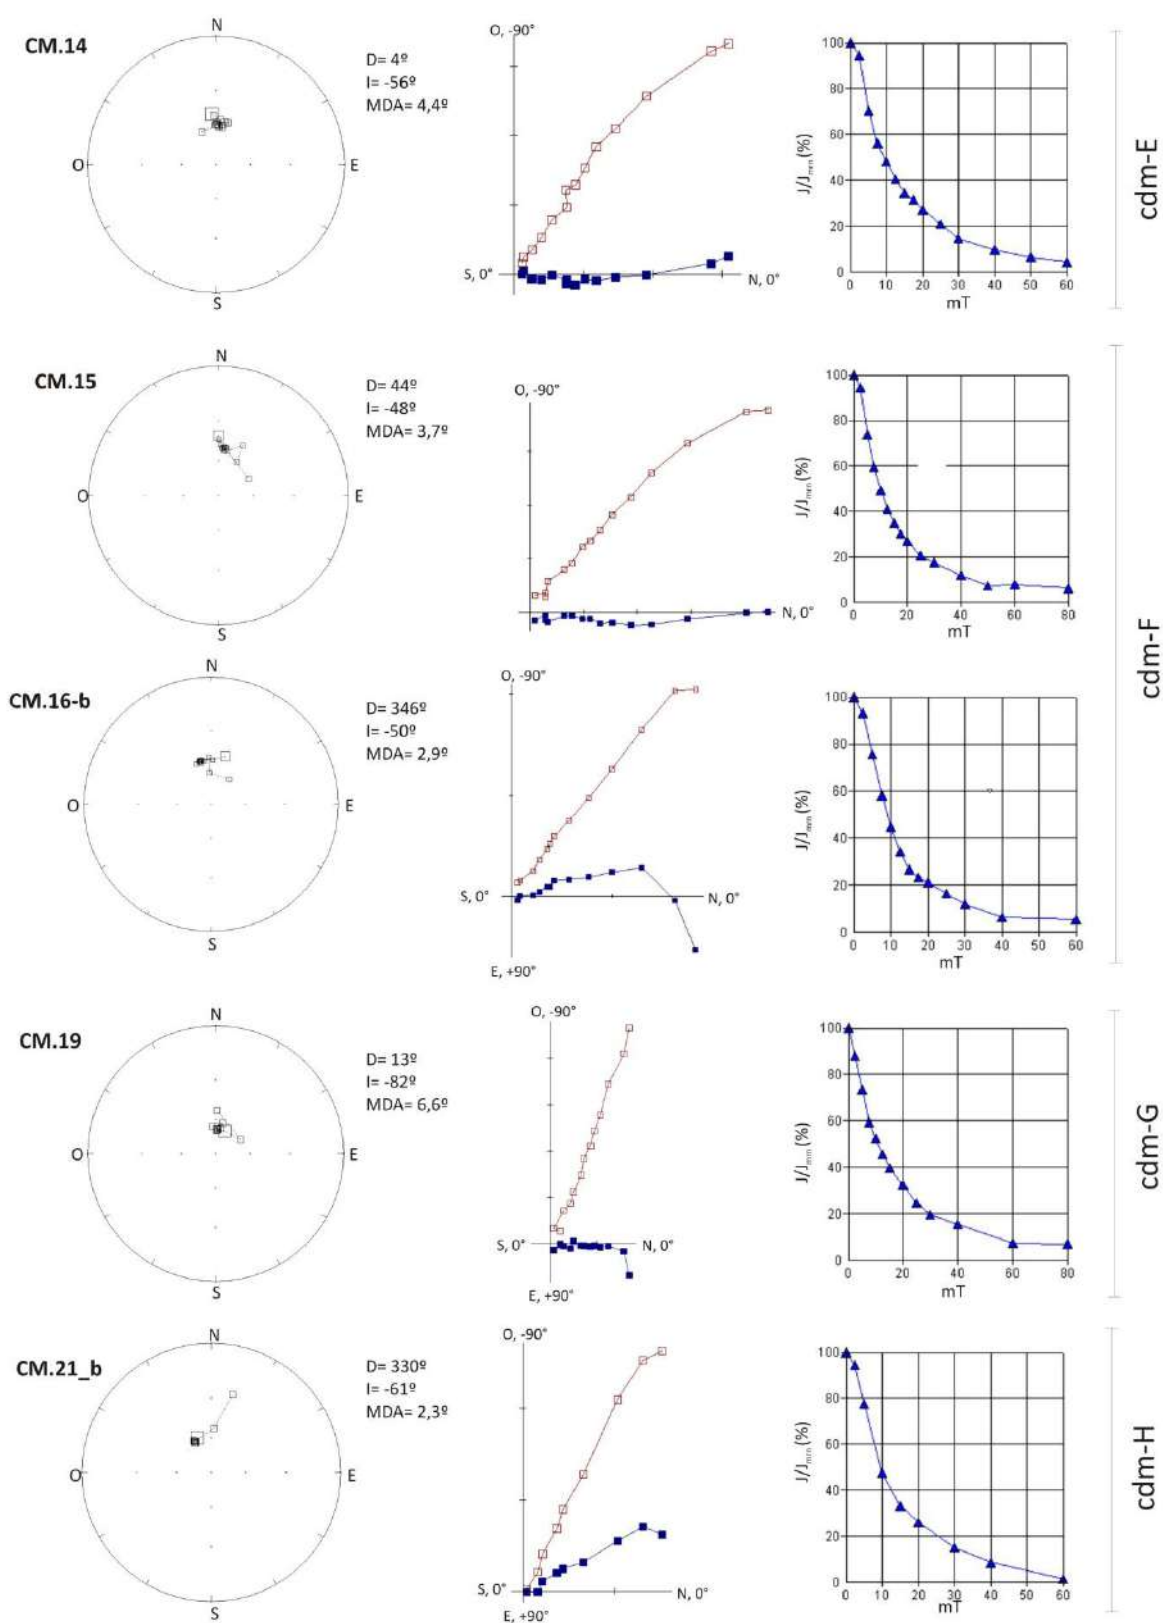 CM.14
N
O
E
S
D= 4º
I= -56º
MDA= 4,4º
O, -90°
S, 0°
N, 0°
J/Jnrm (%)
100
80
60
40
20
0
0 10 20 30 40 50 60
mT
cdm-E
CM.15
N
O
E
S
D= 44º
I= -48º
MDA= 3,7º
O, -90°
N, 0°
J/Jnrm (%)
100
80
60
40
20
0
0 20 40 60 80
mT
cdm-F
CM.16-b
N
O
E
S
D= 346º
I= -50º
MDA= 2,9º
O, -90°
S, 0°
N, 0°
E, +90°
J/Jnrm (%)
100
80
60
40
20
0
0 10 20 30 40 50 60
mT
CM.19
N
O
E
S
D= 13º
I= -82º
MDA= 6,6º
O, -90°
S, 0°
N, 0°
E, +90°
J/Jnrm (%)
100
80
60
40
20
0
0 20 40 60 80
mT
cdm-G
CM.21_b
N
O
E
S
D= 330º
I= -61º
MDA= 2,3º
O, -90°
S, 0°
N, 0°
E, +90°
J/Jnrm (%)
100
80
60
40
20
0
0 10 20 30 40 50 60
mT
cdm-H